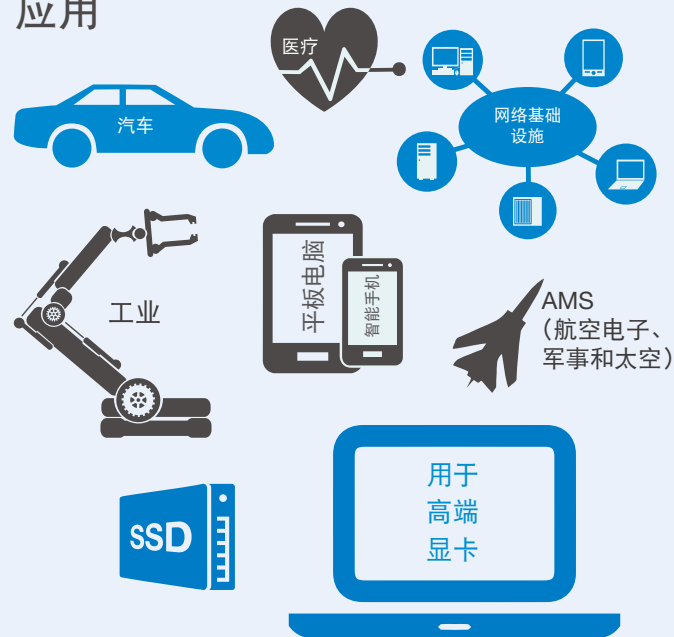 应用
医疗
汽车
网络基础
设施
平板电脑
智能手机
工业
AMS
（航空电子、
军事和太空）
SSD
用于
高端
显卡